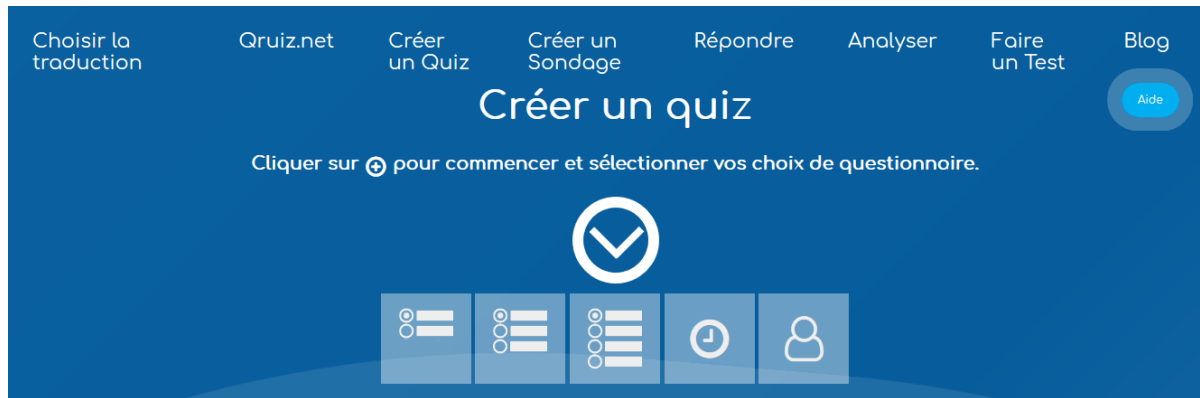 Choisir la
traduction
Qruiz.net
Créer
un Quiz
Créer un
Sondage
Répondre
Analyser
Faire
un Test
Blog
Aide
Créer un quiz
Cliquer sur ⊕ pour commencer et sélectionner vos choix de questionnoire.